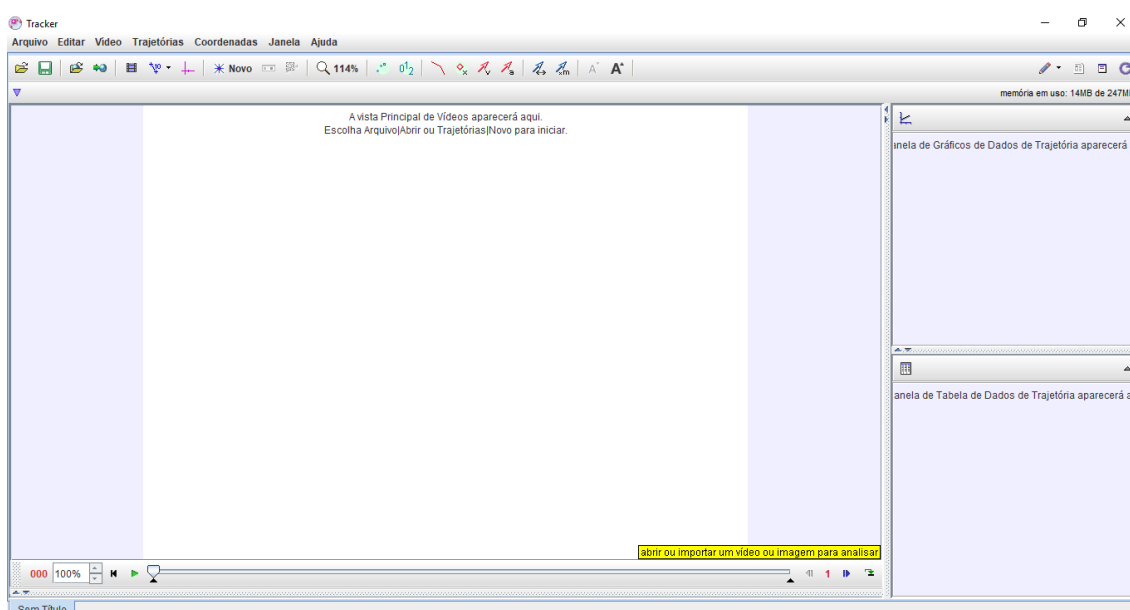 Tracker
Arquivo Editar Vídeo Trajetórias Coordenadas Janela Ajuda
Novo 114%
memória em uso: 14MB de 247M
A vista Principal de Vídeos aparecerá aqui.
Escolha Arquivo|Abrir ou Trajetórias|Novo para iniciar.
anela de Gráficos de Dados de Trajetória aparecerá
anela de Tabela de Dados de Trajetória aparecerá a
abrir ou importar um vídeo ou imagem para analisar
000 100% 1
Sem Título